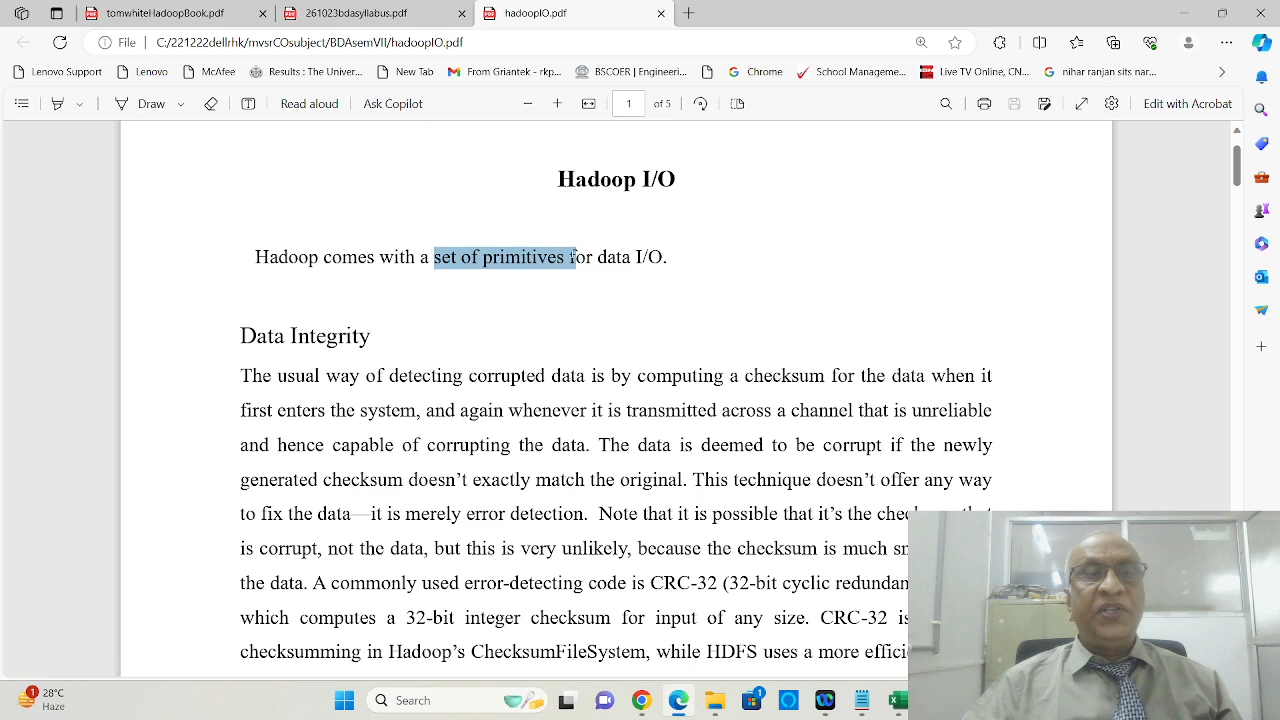 tomwhiteHadoopBook.pdf
261023bdasyllabus.pdf
hadoopIO.pdf
File C:/221222dellrhk/mvsrCOsubject/BDAsemVII/hadoopIO.pdf
Lenovo Support
Lenovo
McAfee
Results : The Univer...
New Tab
From Griantek - rkp...
BSCOER | Engineeri...
Chrome
School Manageme...
Live TV Online, CN...
nihar ranjan sits nar...
Draw
Read aloud
Ask Copilot
1 of 5
Edit with Acrobat
Hadoop I/O
Hadoop comes with a set of primitives for data I/O.
Data Integrity
The usual way of detecting corrupted data is by computing a checksum for the data when it
first enters the system, and again whenever it is transmitted across a channel that is unreliable
and hence capable of corrupting the data. The data is deemed to be corrupt if the newly
generated checksum doesn't exactly match the original. This technique doesn't offer any way
to fix the data—it is merely error detection. Note that it is possible that it's the
is corrupt, not the data, but this is very unlikely, because the checksum is much
the data. A commonly used error-detecting code is CRC-32 (32-bit cyclic
which computes a 32-bit integer checksum for input of any size. CRC-32 is
checksumming in Hadoop's ChecksumFileSystem, while HDFS uses a more
1
28°C
Haze
Search
1